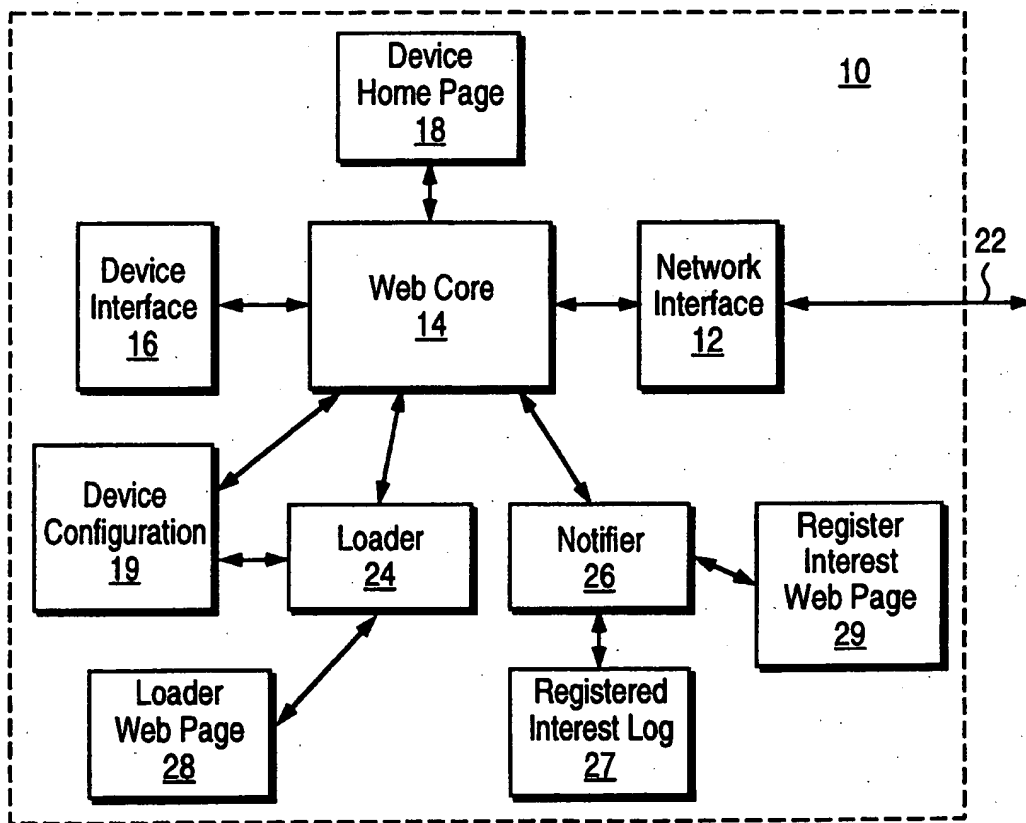 Device
Home Page
18
10
Device
Interface
16
Web Core
14
Network
Interface
12
22
Device
Configuration
19
Loader
24
Notifier
26
Register
Interest
Web Page
29
Loader
Web Page
28
Registered
Interest Log
27